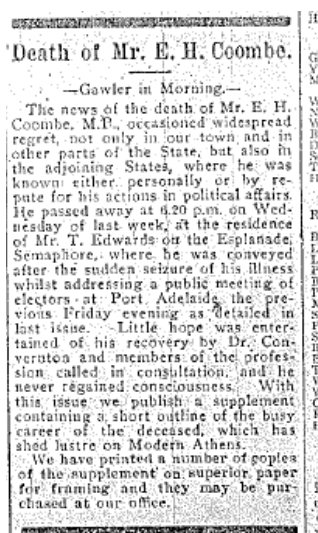 Death of Mr. E. H. Coombe.
—Gawler in Morning.—
The news of the death of Mr. E. H.
Coombe, M.P., occasioned widespread
regret, not only in our town and in
other parts of the State, but also in
the adjoining States, where he was
known either personally or by re-
pute for his actions in political affairs.
He passed away at 6.20 p.m. on Wed-
nesday of last week, at the residence
of Mr. T. Edwards on the Esplanade,
Semaphore, where he was conveyed
after the sudden seizure of his illness
whilst addressing a public meeting of
electors at Port Adelaide the pre-
vious Friday evening as detailed in
last issue. Little hope was enter-
tained of his recovery by Dr. Con-
vernton and members of the profes-
sion called in consultation, and he
never regained consciousness. With
this issue we publish a supplement
containing a short outline of the busy
career of the deceased, which has
shed lustre on Modern Athens.
We have printed a number of copies
of the supplement on superior paper
for framing and they may be pur-
chased at our office.